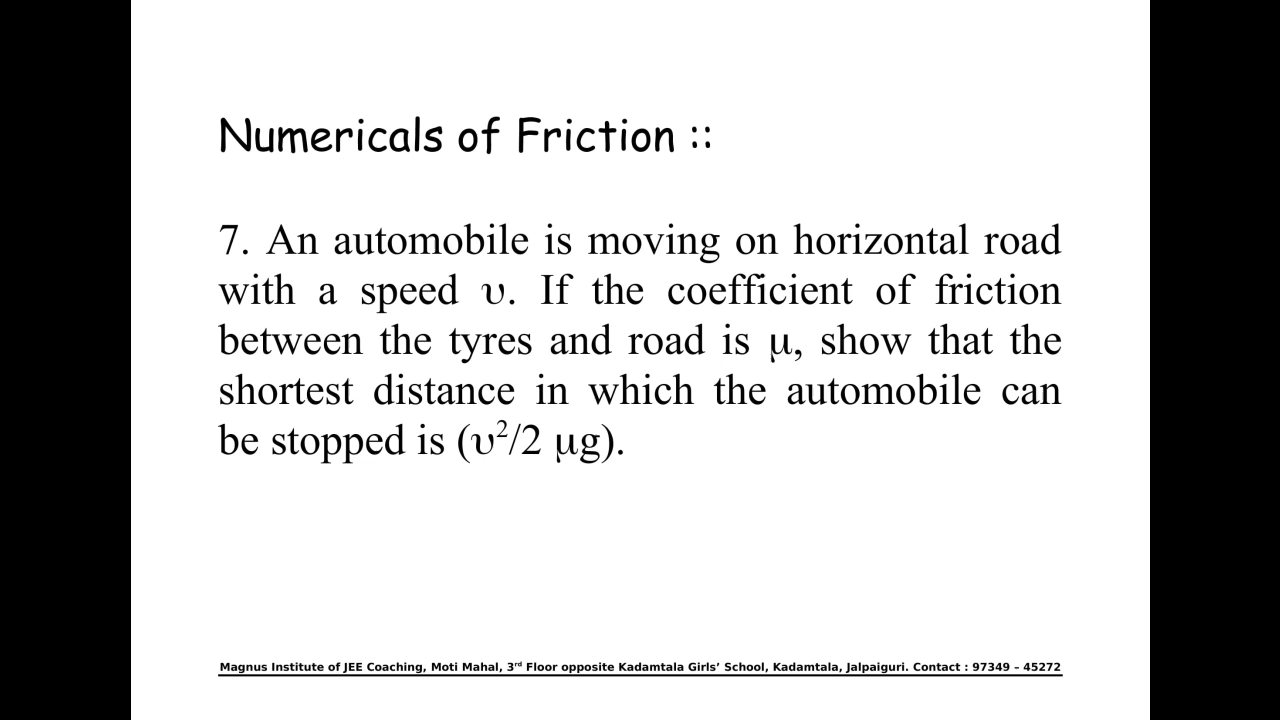 Numericals of Friction ::
7. An automobile is moving on horizontal road
with a speed υ. If the coefficient of friction
between the tyres and road is μ, show that the
shortest distance in which the automobile can
be stopped is (υ²/2 μg).
Magnus Institute of JEE Coaching, Moti Mahal, 3rd Floor opposite Kadamtala Girls’ School, Kadamtala, Jalpaiguri. Contact : 97349 – 45272